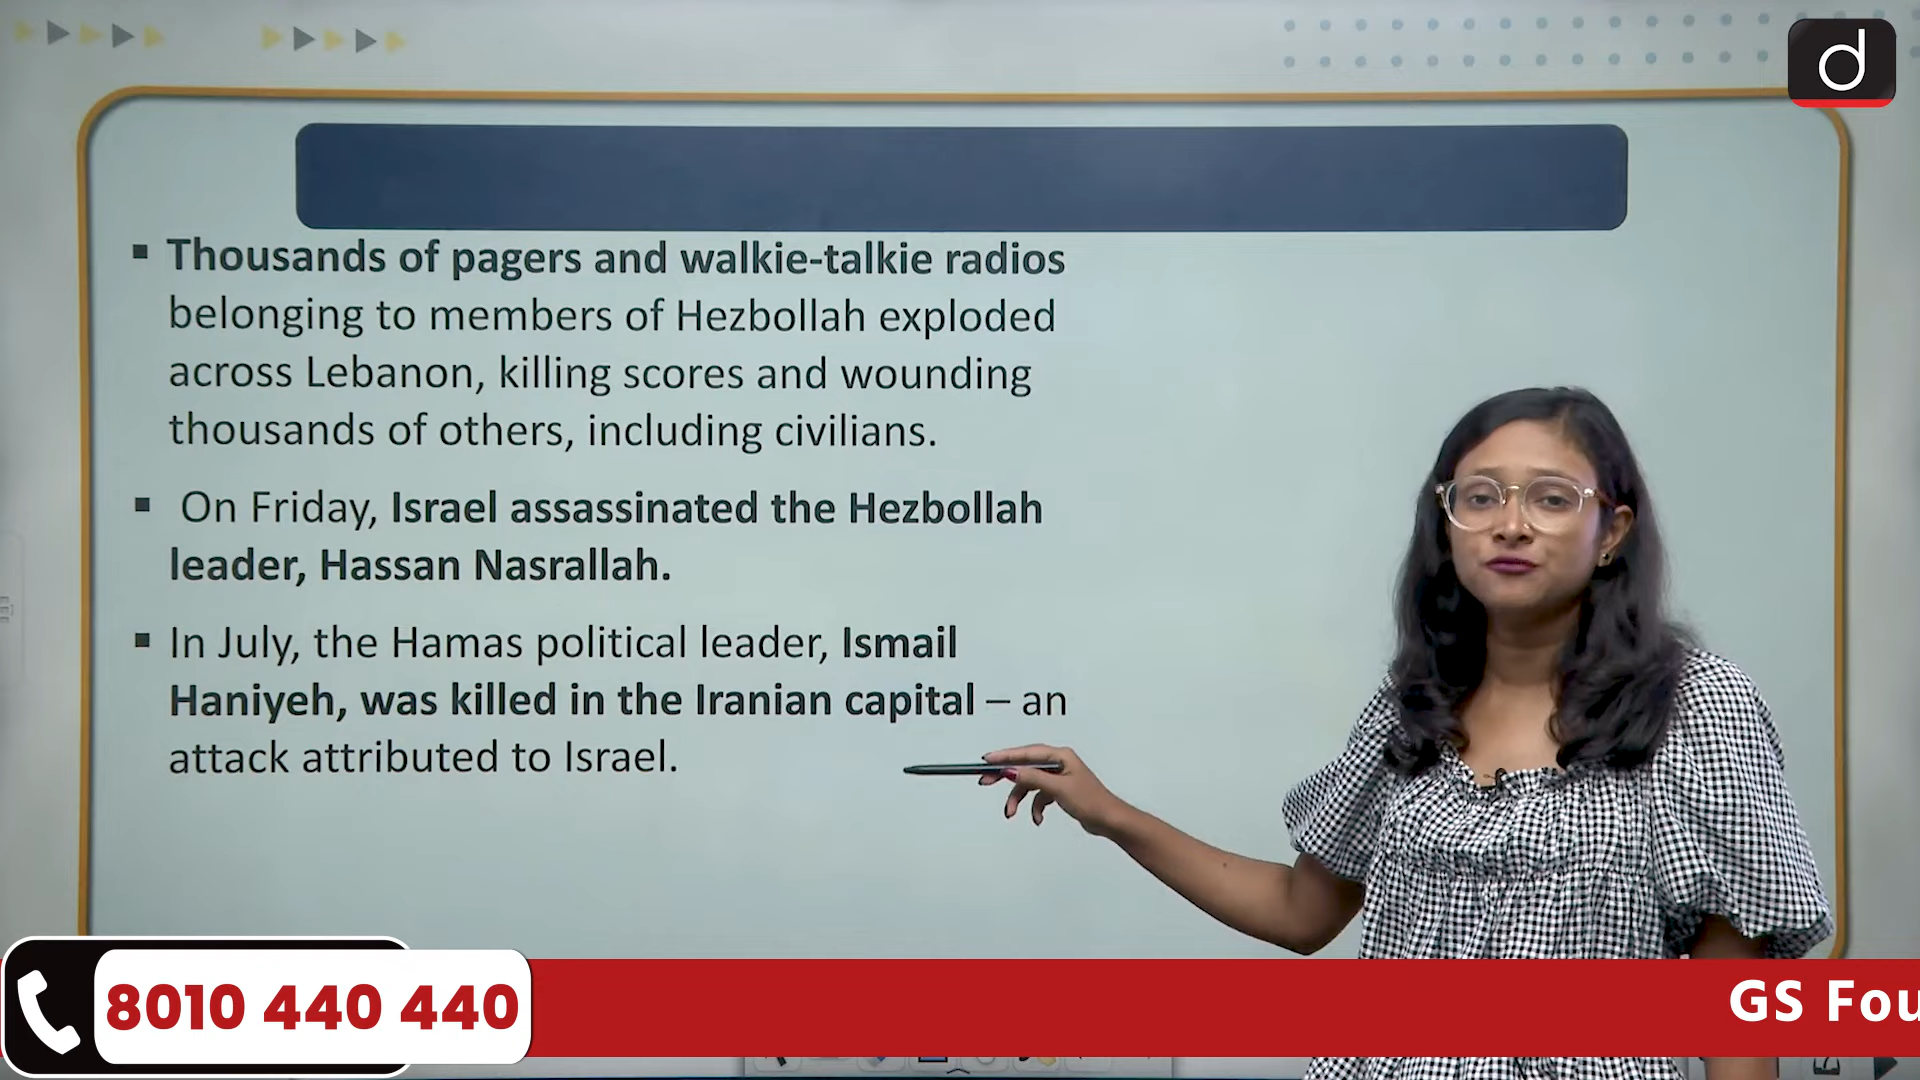 d
▪ Thousands of pagers and walkie-talkie radios
belonging to members of Hezbollah exploded
across Lebanon, killing scores and wounding
thousands of others, including civilians.
▪ On Friday, Israel assassinated the Hezbollah
leader, Hassan Nasrallah.
▪ In July, the Hamas political leader, Ismail
Haniyeh, was killed in the Iranian capital – an
attack attributed to Israel.
8010 440 440
GS Fou